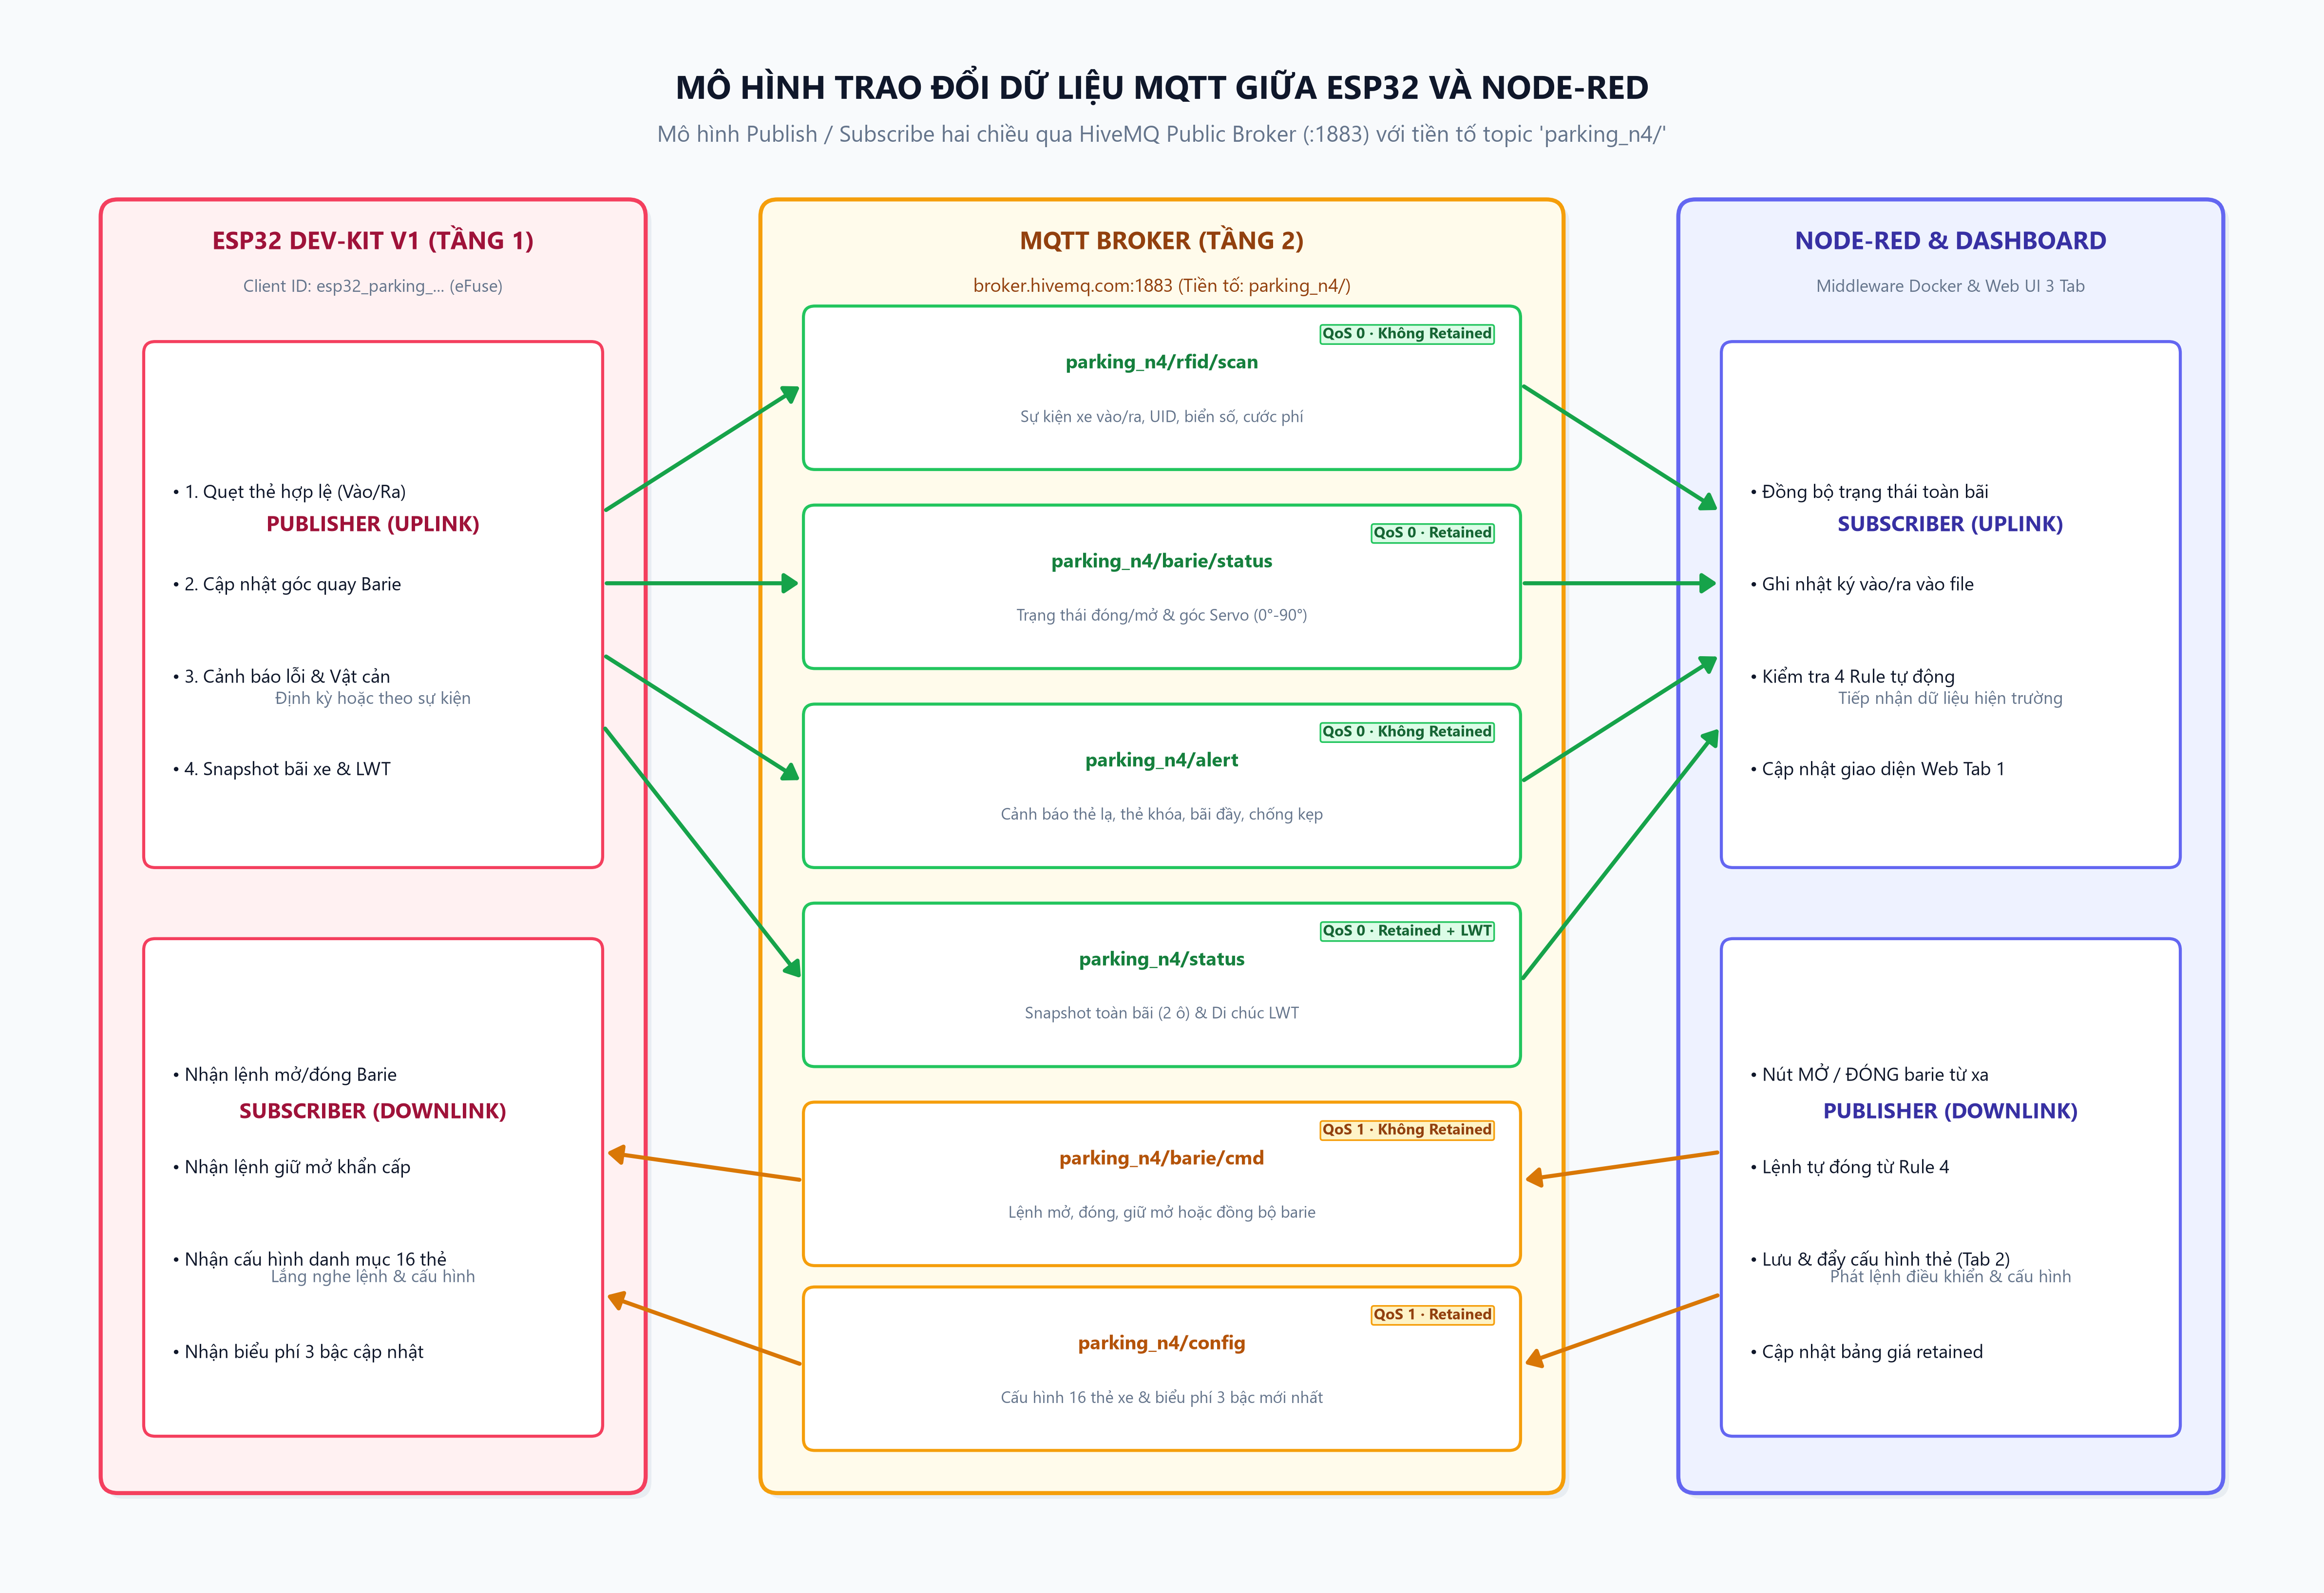 MÔ HÌNH TRAO ĐỔI DỮ LIỆU MQTT GIỮA ESP32 VÀ NODE-RED
Mô hình Publish / Subscribe hai chiều qua HiveMQ Public Broker (:1883) với tiền tố topic 'parking_n4/'
ESP32 DEV-KIT V1 (TẦNG 1)
Client ID: esp32_parking_... (eFuse)
• 1. Quẹt thẻ hợp lệ (Vào/Ra)
PUBLISHER (UPLINK)
• 2. Cập nhật góc quay Barie
• 3. Cảnh báo lỗi & Vật cản
Định kỳ hoặc theo sự kiện
• 4. Snapshot bãi xe & LWT
• Nhận lệnh mở/đóng Barie
SUBSCRIBER (DOWNLINK)
• Nhận lệnh giữ mở khẩn cấp
• Nhận cấu hình danh mục 16 thẻ
Lắng nghe lệnh & cấu hình
• Nhận biểu phí 3 bậc cập nhật
MQTT BROKER (TẦNG 2)
broker.hivemq.com:1883 (Tiền tố: parking_n4/)
QoS 0 · Không Retained
parking_n4/rfid/scan
Sự kiện xe vào/ra, UID, biển số, cước phí
QoS 0 · Retained
parking_n4/barie/status
Trạng thái đóng/mở & góc Servo (0°-90°)
QoS 0 · Không Retained
parking_n4/alert
Cảnh báo thẻ lạ, thẻ khóa, bãi đầy, chống kẹp
QoS 0 · Retained + LWT
parking_n4/status
Snapshot toàn bãi (2 ô) & Di chúc LWT
QoS 1 · Không Retained
parking_n4/barie/cmd
Lệnh mở, đóng, giữ mở hoặc đồng bộ barie
QoS 1 · Retained
parking_n4/config
Cấu hình 16 thẻ xe & biểu phí 3 bậc mới nhất
NODE-RED & DASHBOARD
Middleware Docker & Web UI 3 Tab
• Đồng bộ trạng thái toàn bãi
SUBSCRIBER (UPLINK)
• Ghi nhật ký vào/ra vào file
• Kiểm tra 4 Rule tự động
Tiếp nhận dữ liệu hiện trường
• Cập nhật giao diện Web Tab 1
• Nút MỞ / ĐÓNG barie từ xa
PUBLISHER (DOWNLINK)
• Lệnh tự đóng từ Rule 4
• Lưu & đẩy cấu hình thẻ (Tab 2)
Phát lệnh điều khiển & cấu hình
• Cập nhật bảng giá retained